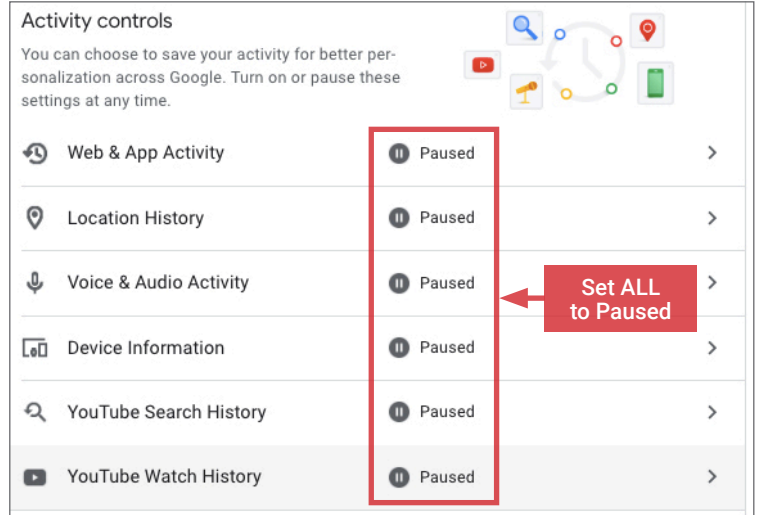 Activity controls
You can choose to save your activity for better per-
sonalization across Google. Turn on or pause these
settings at any time.
Web & App Activity Paused
Location History Paused
Voice & Audio Activity Paused
Set ALL
to Paused
Device Information Paused
YouTube Search History Paused
YouTube Watch History Paused